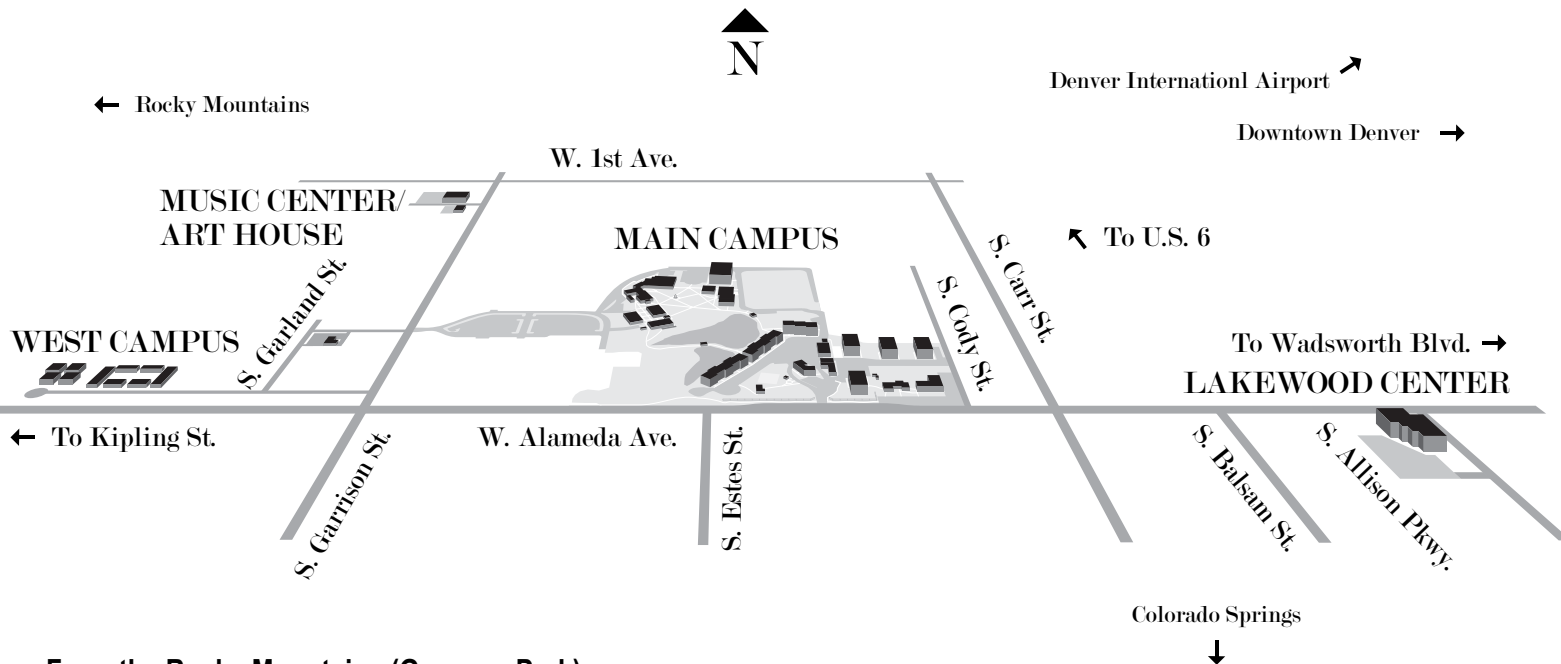 N
Denver Internationl Airport
Rocky Mountains
Downtown Denver
W. 1st Ave.
MUSIC CENTER/
ART HOUSE
MAIN CAMPUS
To U.S. 6
S. Carr St.
S. Garland St.
S. Cody St.
WEST CAMPUS
To Wadsworth Blvd.
LAKEWOOD CENTER
To Kipling St.
W. Alameda Ave.
S. Garrison St.
S. Estes St.
S. Balsam St.
S. Allison Pkwy.
Colorado Springs